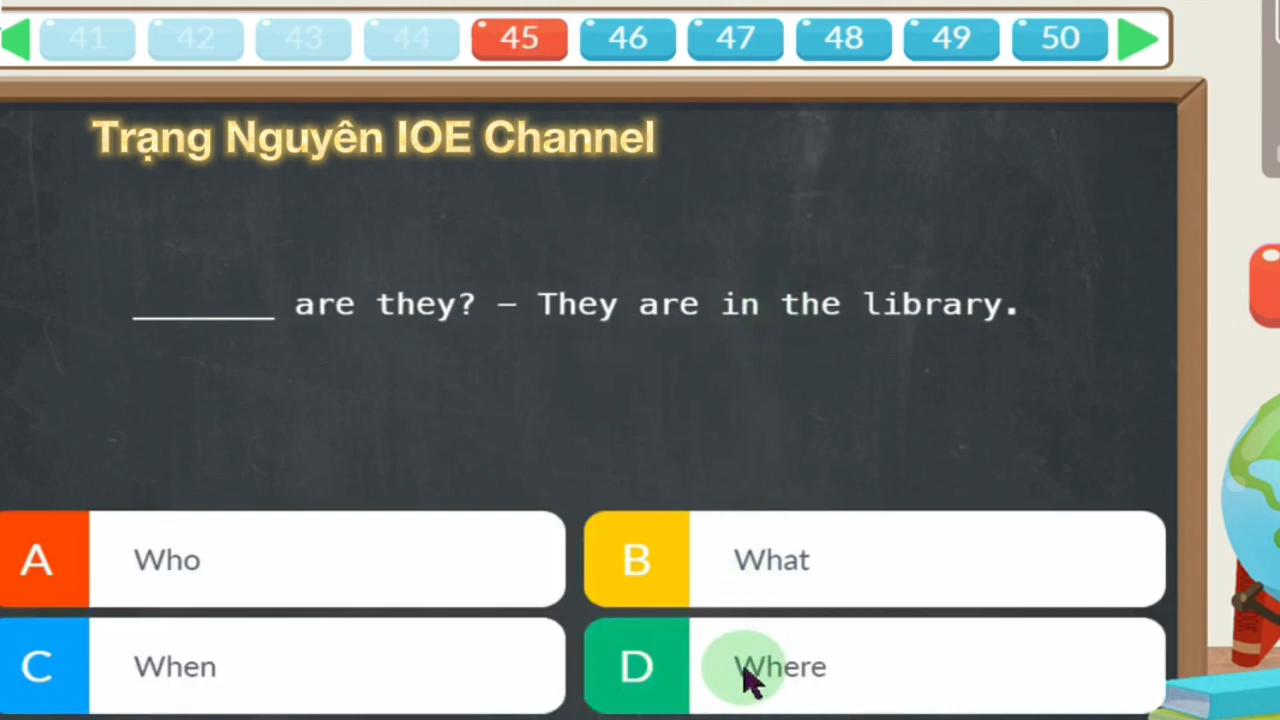 41 42 43 44 45 46 47 48 49 50
Trạng Nguyên IOE Channel
_______ are they? – They are in the library.
A Who
B What
C When
D Where